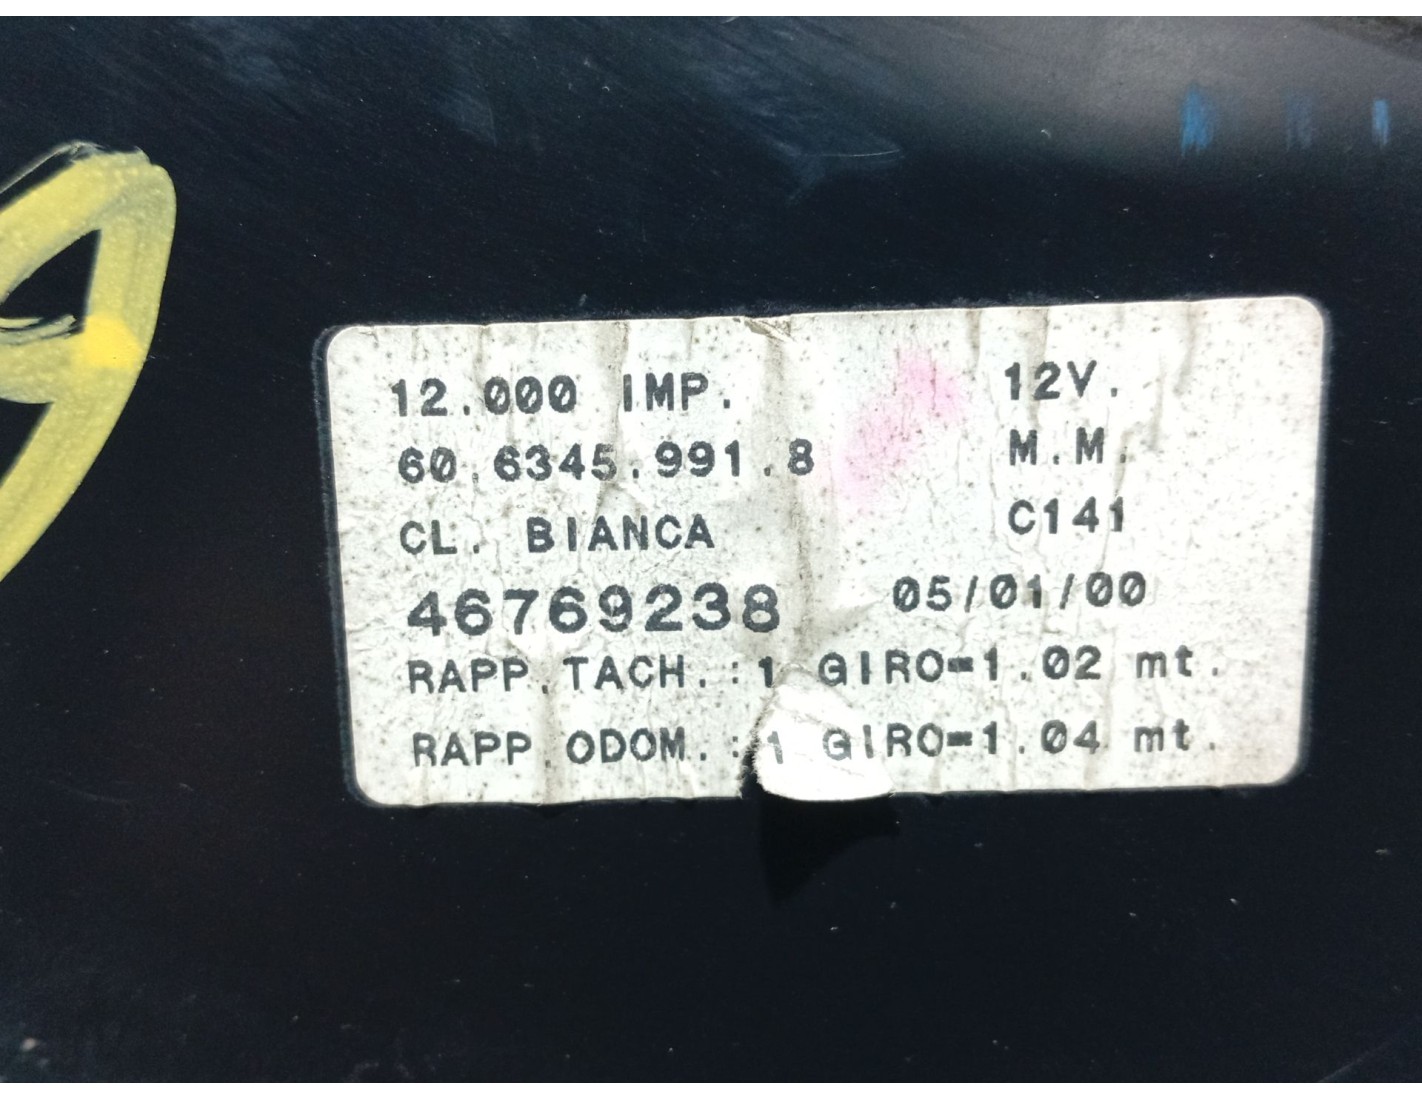 9
12.000 IMP. 12V.
60.6345.991.8 M.M.
CL. BIANCA C141
46769238 05/01/00
RAPP.TACH.:1 GIRO=1.02 mt.
RAPP.ODOM.:1 GIRO=1.04 mt.